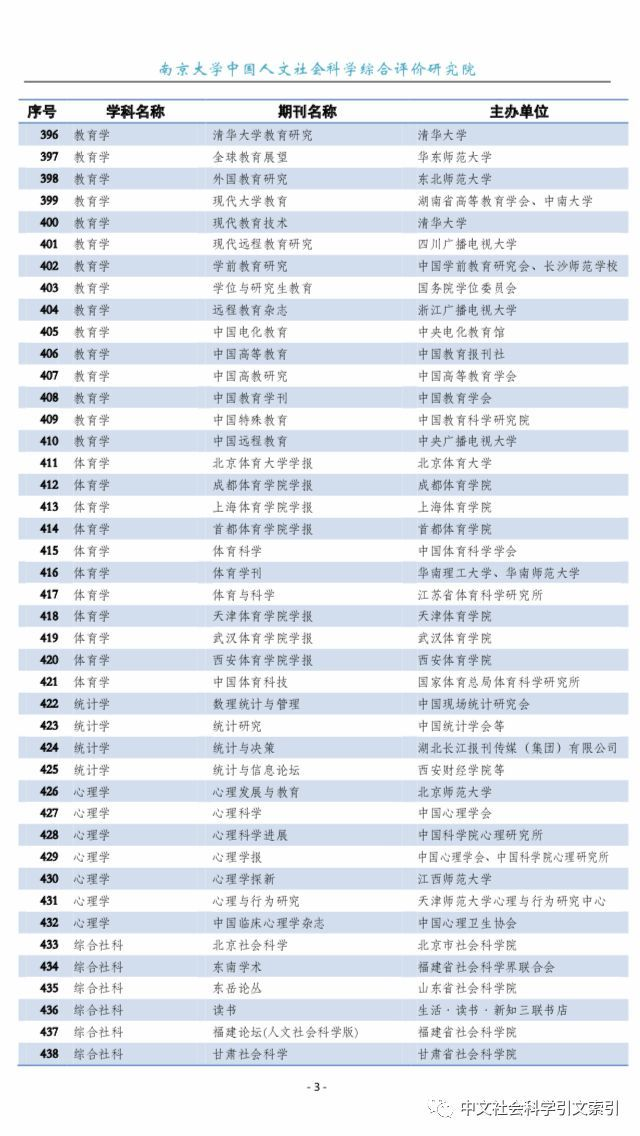 南京大学中国人文社会科学综合评价研究院
序号 学科名称 期刊名称 主办单位
396 教育学 清华大学教育研究 清华大学
397 教育学 全球教育展望 华东师范大学
398 教育学 外国教育研究 东北师范大学
399 教育学 现代大学教育 湖南省高等教育学会、中南大学
400 教育学 现代教育技术 清华大学
401 教育学 现代远程教育研究 四川广播电视大学
402 教育学 学前教育研究 中国学前教育研究会、长沙师范学校
403 教育学 学位与研究生教育 国务院学位委员会
404 教育学 远程教育杂志 浙江广播电视大学
405 教育学 中国电化教育 中央电化教育馆
406 教育学 中国高等教育 中国教育报刊社
407 教育学 中国高教研究 中国高等教育学会
408 教育学 中国教育学刊 中国教育学会
409 教育学 中国特殊教育 中国教育科学研究院
410 教育学 中国远程教育 中央广播电视大学
411 体育学 北京体育大学学报 北京体育大学
412 体育学 成都体育学院学报 成都体育学院
413 体育学 上海体育学院学报 上海体育学院
414 体育学 首都体育学院学报 首都体育学院
415 体育学 体育科学 中国体育科学学会
416 体育学 体育学刊 华南理工大学、华南师范大学
417 体育学 体育与科学 江苏省体育科学研究所
418 体育学 天津体育学院学报 天津体育学院
419 体育学 武汉体育学院学报 武汉体育学院
420 体育学 西安体育学院学报 西安体育学院
421 体育学 中国体育科技 国家体育总局体育科学研究所
422 统计学 数理统计与管理 中国现场统计研究会
423 统计学 统计研究 中国统计学会等
424 统计学 统计与决策 湖北长江报刊传媒（集团）有限公司
425 统计学 统计与信息论坛 西安财经学院等
426 心理学 心理发展与教育 北京师范大学
427 心理学 心理科学 中国心理学会
428 心理学 心理科学进展 中国科学院心理研究所
429 心理学 心理学报 中国心理学会、中国科学院心理研究所
430 心理学 心理学探新 江西师范大学
431 心理学 心理与行为研究 天津师范大学心理与行为研究中心
432 心理学 中国临床心理学杂志 中国心理卫生协会
433 综合社科 北京社会科学 北京市社会科学院
434 综合社科 东南学术 福建省社会科学界联合会
435 综合社科 东岳论丛 山东省社会科学院
436 综合社科 读书 生活·读书·新知三联书店
437 综合社科 福建论坛(人文社会科学版) 福建省社会科学院
438 综合社科 甘肃社会科学 甘肃省社会科学院
- 3 -
中文社会科学引文索引